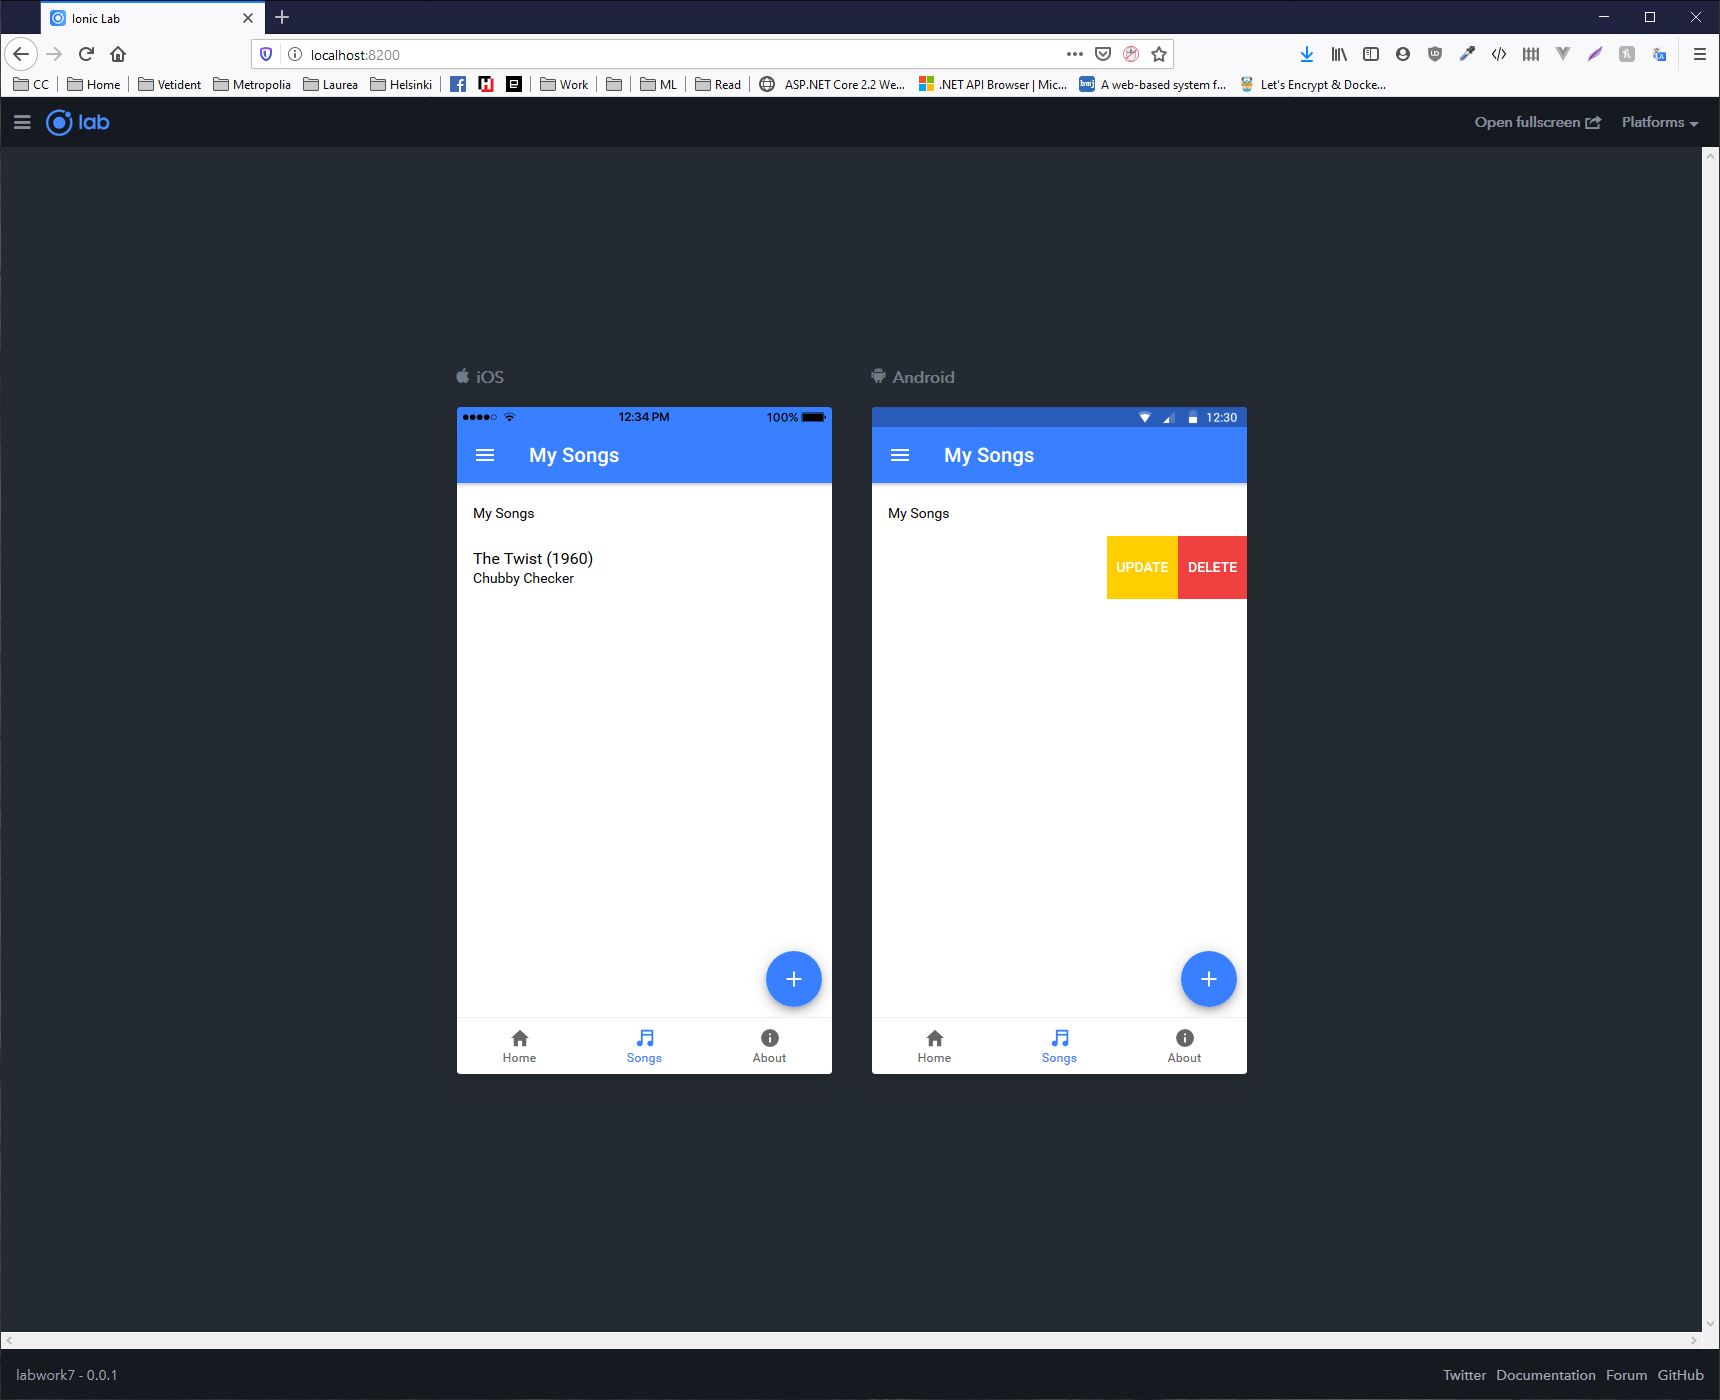 Ionic Lab
localhost:8200
CC Home Vetident Metropolia Laurea Helsinki Work ML Read ASP.NET Core 2.2 We... .NET API Browser | Mic... bmj A web-based system f... Let's Encrypt & Docke...
lab Open fullscreen Platforms
iOS
12:34 PM 100%
My Songs
My Songs
The Twist (1960)
Chubby Checker
Home Songs About
Android
12:30
My Songs
My Songs
UPDATE DELETE
Home Songs About
labwork7 - 0.0.1 Twitter Documentation Forum GitHub